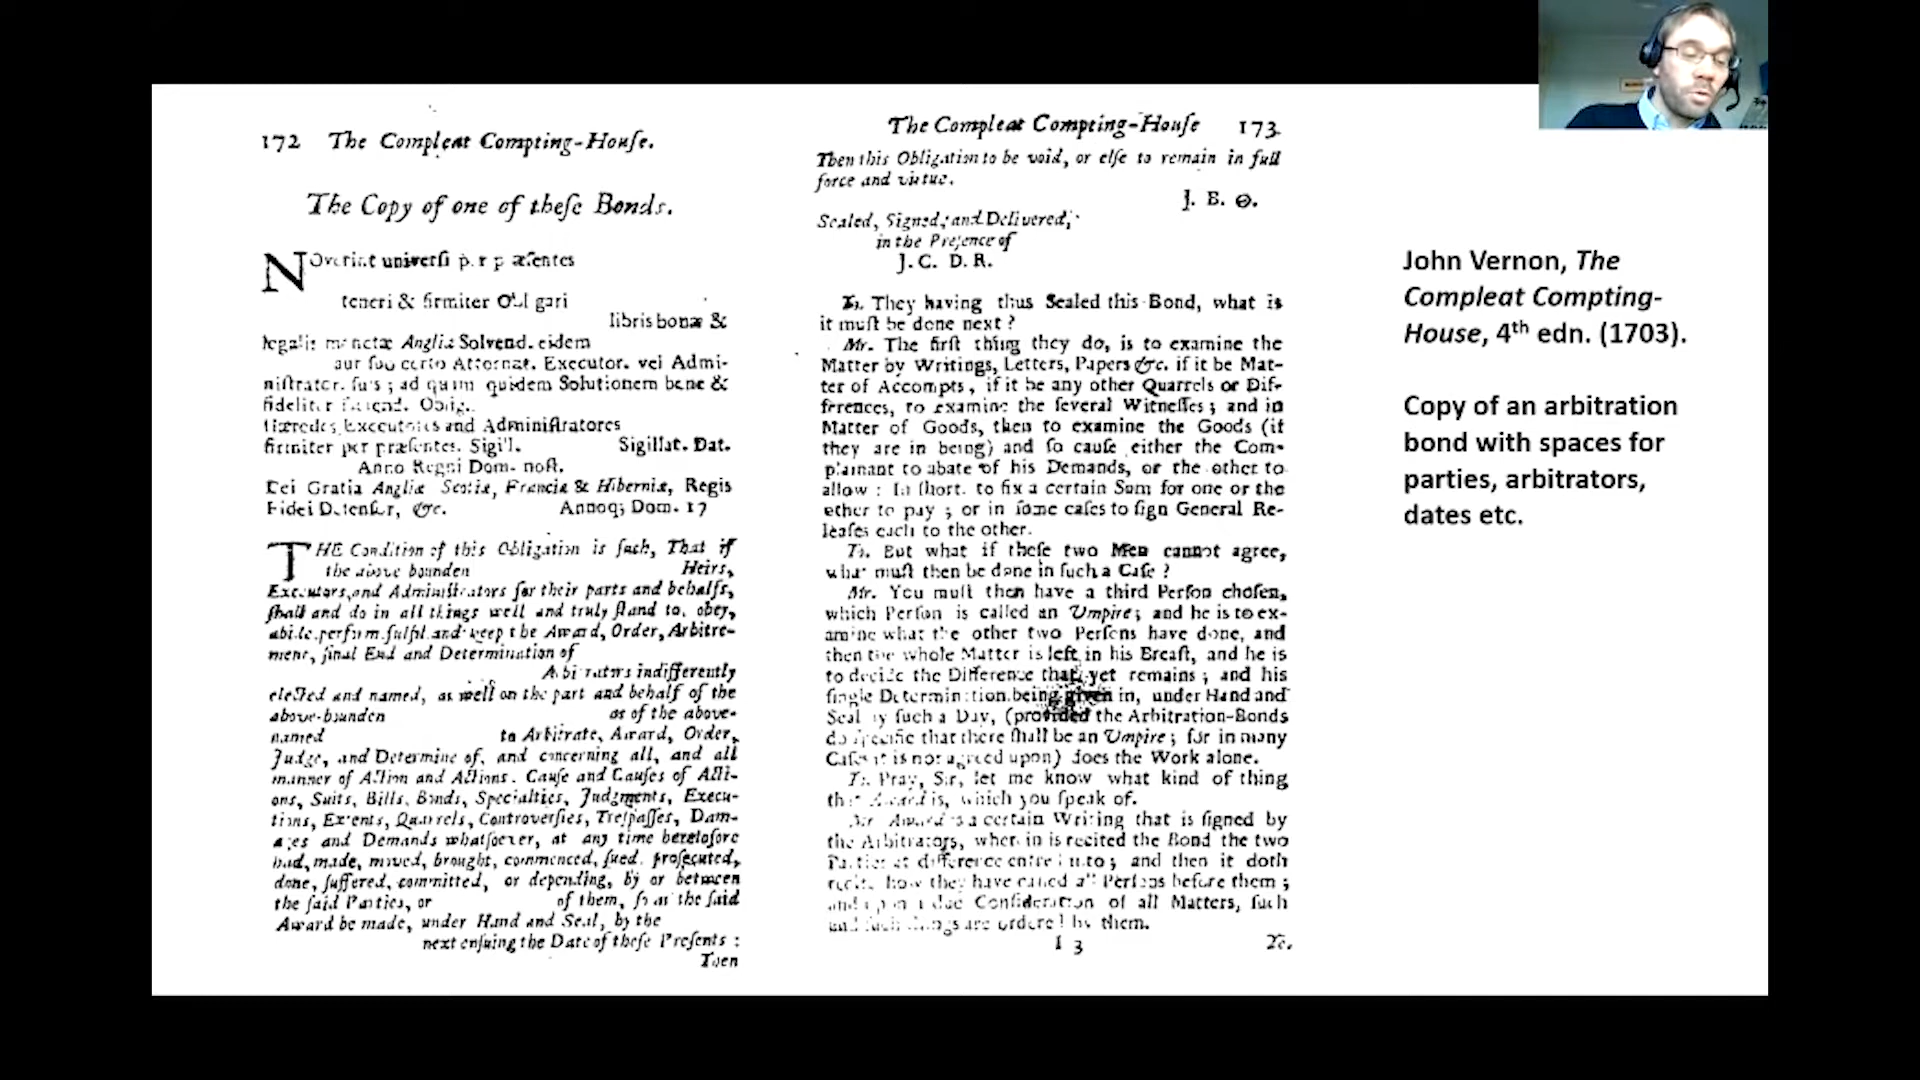 172 The Compleat Compting-Houſe.
The Copy of one of theſe Bonds.
NOverint univerſi p.r p æſentes
teneri & firmiter Obligari
libris bonæ &
legalis monetæ Angliæ Solvend. eidem
aut ſuo certo Attornat. Executor. vel Admi-
niſtrator. ſuis; ad quam quidem Solutionem bene &
fideliter faciend. Oblig.
Hæredes, Executores and Adminiſtratores
firmiter per præſentes. Sigi'l. Sigillat. Dat.
Anno Regni Dom. noſt.
Dei Gratia Angliæ Scotiæ, Franciæ & Hiberniæ, Regis
Fidei Defenſor, &c. Annoq; Dom. 17
THE Condition of this Obligation is ſuch, That if
the above bounden Heirs,
Executors, and Adminiſtrators for their parts and behalfs,
ſhall and do in all things well and truly ſtand to, obey,
abide, perform, fulfil and keep the Award, Order, Arbitre-
ment, final End and Determination of
Arbitrators indifferently
elected and named, as well on the part and behalf of the
above-bounden as of the above-
named to Arbitrate, Award, Order,
Judge, and Determine of, and concerning all, and all
manner of Action and Actions, Cauſe and Cauſes of Acti-
ons, Suits, Bills, Bonds, Specialties, Judgments, Execu-
tions, Extents, Quarrels, Controverſies, Treſpaſſes, Dam-
ages and Demands whatſoever, at any time heretofore
had, made, moved, brought, commenced, ſued, proſecuted,
done, ſuffered, committed, or depending, by or between
the ſaid Parties, or of them, ſo as the ſaid
Award be made, under Hand and Seal, by the
next enſuing the Date of theſe Preſents :
Then
The Compleat Compting-Houſe 173
Then this Obligation to be void, or elſe to remain in full
force and virtue.
J. B. O.
Sealed, Signed, and Delivered,
in the Preſence of
J. C. D. R.
Tr. They having thus Sealed this Bond, what is
it muſt be done next ?
Mr. The firſt thing they do, is to examine the
Matter by Writings, Letters, Papers &c. if it be Mat-
ter of Accompts, if it be any other Quarrels or Dif-
ferences, to examine the ſeveral Witneſſes; and in
Matter of Goods, then to examine the Goods (if
they are in being) and ſo cauſe either the Com-
plainant to abate of his Demands, or the other to
allow : In ſhort. to fix a certain Sum for one or the
other to pay ; or in ſome caſes to ſign General Re-
leaſes each to the other.
Tr. But what if theſe two Men cannot agree,
what muſt then be done in ſuch a Caſe ?
Mr. You muſt then have a third Perſon choſen,
which Perſon is called an Umpire; and he is to ex-
amine what the other two Perſons have done, and
then the whole Matter is left in his Breaſt, and he is
to decide the Difference that yet remains; and his
ſingle Determination being given in, under Hand and
Seal by ſuch a Day, (provided the Arbitration-Bonds
do ſpecifie that there ſhall be an Umpire; for in many
Caſes it is not agreed upon) does the Work alone.
Tr. Pray, Sir, let me know what kind of thing
this Award is, which you ſpeak of.
Mr. Award is a certain Writing that is ſigned by
the Arbitrators, wherein is recited the Bond the two
Parties at difference entred into; and then it doth
recite how they have called all Perſons before them;
and upon a due Conſideration of all Matters, ſuch
and ſuch things are ordered by them.
I 3 Tr.
John Vernon, The
Compleat Compting-
House, 4th edn. (1703).
Copy of an arbitration
bond with spaces for
parties, arbitrators,
dates etc.